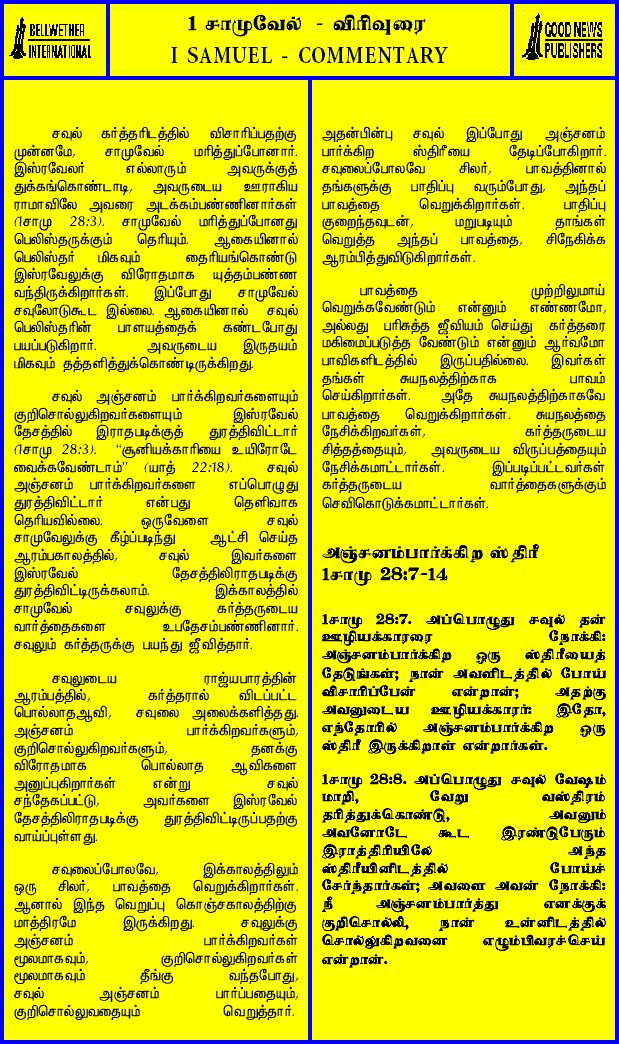 BELLWETHER
INTERNATIONAL
1 சாமுவேல் - விரிவுரை
I SAMUEL - COMMENTARY
GOOD NEWS
PUBLISHERS
சவுல் கர்த்தரிடத்தில் விசாரிப்பதற்கு
முன்னமே, சாமுவேல் மரித்துப்போனார்.
இஸ்ரவேலர் எல்லாரும் அவருக்குத்
துக்கங்கொண்டாடி, அவருடைய ஊராகிய
ராமாவிலே அவரை அடக்கம்பண்ணினார்கள்
(1சாமு 28:3). சாமுவேல் மரித்துப்போனது
பெலிஸ்தருக்கும் தெரியும். ஆகையினால்
பெலிஸ்தர் மிகவும் தைரியங்கொண்டு
இஸ்ரவேலுக்கு விரோதமாக யுத்தம்பண்ண
வந்திருக்கிறார்கள். இப்போது சாமுவேல்
சவுலோடுகூட இல்லை. ஆகையினால் சவுல்
பெலிஸ்தரின் பாளயத்தைக் கண்டபோது
பயப்படுகிறார். அவருடைய இருதயம்
மிகவும் தத்தளித்துக்கொண்டிருக்கிறது.
சவுல் அஞ்சனம் பார்க்கிறவர்களையும்
குறிசொல்லுகிறவர்களையும் இஸ்ரவேல்
தேசத்தில் இராதபடிக்குத் துரத்திவிட்டார்
(1சாமு 28:3). “சூனியக்காரியை உயிரோடே
வைக்கவேண்டாம்” (யாத் 22:18). சவுல்
அஞ்சனம் பார்க்கிறவர்களை எப்பொழுது
துரத்திவிட்டார் என்பது தெளிவாக
தெரியவில்லை. ஒருவேளை சவுல்
சாமுவேலுக்கு கீழ்ப்படிந்து ஆட்சி செய்த
ஆரம்பகாலத்தில், சவுல் இவர்களை
இஸ்ரவேல் தேசத்திலிராதபடிக்கு
துரத்திவிட்டிருக்கலாம். இக்காலத்தில்
சாமுவேல் சவுலுக்கு கர்த்தருடைய
வார்த்தைகளை உபதேசம்பண்ணினார்.
சவுலும் கர்த்தருக்கு பயந்து ஜீவித்தார்.
சவுலுடைய ராஜ்யபாரத்தின்
ஆரம்பத்தில், கர்த்தரால் விடப்பட்ட
பொல்லாதஆவி, சவுலை அலைக்களித்தது.
அஞ்சனம் பார்க்கிறவர்களும்,
குறிசொல்லுகிறவர்களும், தனக்கு
விரோதமாக பொல்லாத ஆவிகளை
அனுப்புகிறார்கள் என்று சவுல்
சந்தேகப்பட்டு, அவர்களை இஸ்ரவேல்
தேசத்திலிராதபடிக்கு துரத்திவிட்டிருப்பதற்கு
வாய்ப்புள்ளது.
சவுலைப்போலவே, இக்காலத்திலும்
ஒரு சிலர், பாவத்தை வெறுக்கிறார்கள்.
ஆனால் இந்த வெறுப்பு கொஞ்சகாலத்திற்கு
மாத்திரமே இருக்கிறது. சவுலுக்கு
அஞ்சனம் பார்க்கிறவர்கள்
மூலமாகவும், குறிசொல்லுகிறவர்கள்
மூலமாகவும் தீங்கு வந்தபோது,
சவுல் அஞ்சனம் பார்ப்பதையும்,
குறிசொல்லுவதையும் வெறுத்தார்.
அதன்பின்பு சவுல் இப்போது அஞ்சனம்
பார்க்கிற ஸ்திரீயை தேடிப்போகிறார்.
சவுலைப்போலவே சிலர், பாவத்தினால்
தங்களுக்கு பாதிப்பு வரும்போது, அந்தப்
பாவத்தை வெறுக்கிறார்கள். பாதிப்பு
குறைந்தவுடன், மறுபடியும் தாங்கள்
வெறுத்த அந்தப் பாவத்தை, சிநேகிக்க
ஆரம்பித்துவிடுகிறார்கள்.
பாவத்தை முற்றிலுமாய்
வெறுக்கவேண்டும் என்னும் எண்ணமோ,
அல்லது பரிசுத்த ஜீவியம் செய்து கர்த்தரை
மகிமைப்படுத்த வேண்டும் என்னும் ஆர்வமோ
பாவிகளிடத்தில் இருப்பதில்லை. இவர்கள்
தங்கள் சுயநலத்திற்காக பாவம்
செய்கிறார்கள். அதே சுயநலத்திற்காகவே
பாவத்தை வெறுக்கிறார்கள். சுயநலத்தை
நேசிக்கிறவர்கள், கர்த்தருடைய
சித்தத்தையும், அவருடைய விருப்பத்தையும்
நேசிக்கமாட்டார்கள். இப்படிப்பட்டவர்கள்
கர்த்தருடைய வார்த்தைகளுக்கும்
செவிகொடுக்கமாட்டார்கள்.
அஞ்சனம்பார்க்கிற ஸ்திரீ
1சாமு 28:7-14
1சாமு 28:7. அப்பொழுது சவுல் தன்
ஊழியக்காரரை நோக்கி:
அஞ்சனம்பார்க்கிற ஒரு ஸ்திரீயைத்
தேடுங்கள்; நான் அவளிடத்தில் போய்
விசாரிப்பேன் என்றான்; அதற்கு
அவனுடைய ஊழியக்காரர்: இதோ,
எந்தோரில் அஞ்சனம்பார்க்கிற ஒரு
ஸ்திரீ இருக்கிறாள் என்றார்கள்.
1சாமு 28:8. அப்பொழுது சவுல் வேஷம்
மாறி, வேறு வஸ்திரம்
தரித்துக்கொண்டு, அவனும்
அவனோடே கூட இரண்டுபேரும்
இராத்திரியிலே அந்த
ஸ்திரீயினிடத்தில் போய்ச்
சேர்ந்தார்கள்; அவளை அவன் நோக்கி:
நீ அஞ்சனம்பார்த்து எனக்குக்
குறிசொல்லி, நான் உன்னிடத்தில்
சொல்லுகிறவனை எழும்பிவரச்செய்
என்றான்.